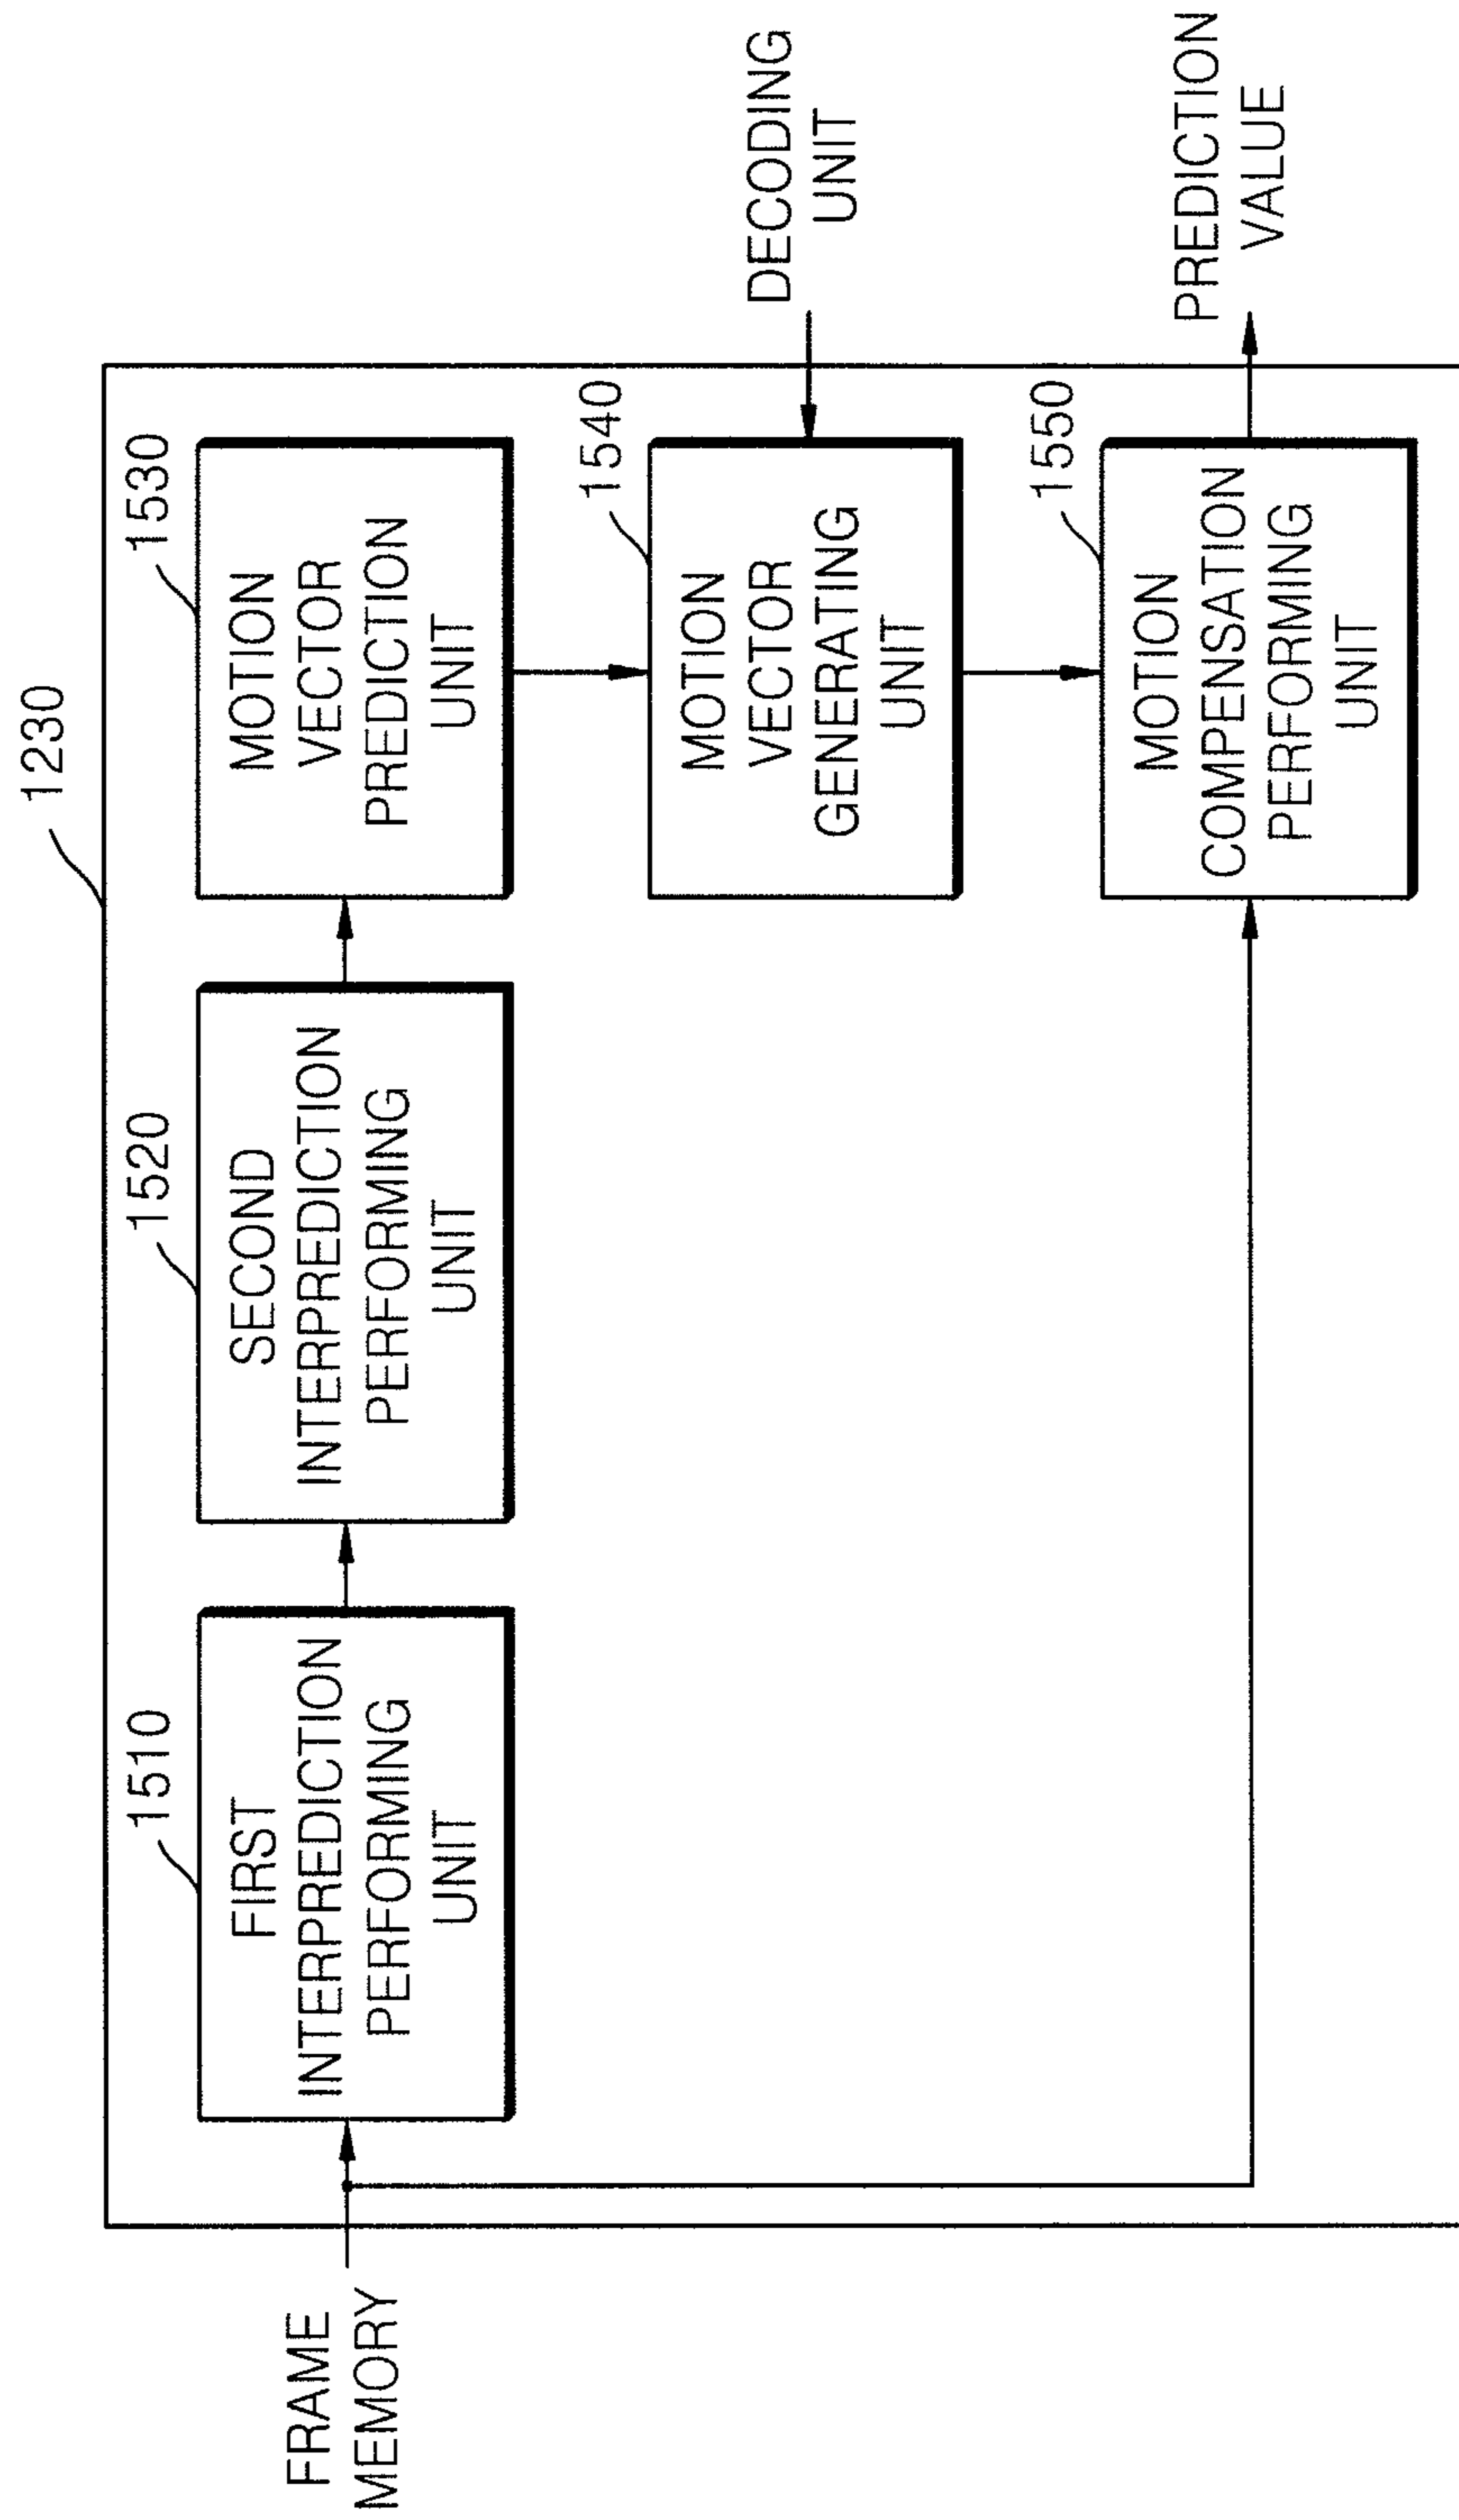 1230
1510
FIRST
INTERPREDICTION
PERFORMING
UNIT
1520
SECOND
INTERPREDICTION
PERFORMING
UNIT
1530
MOTION
VECTOR
PREDICTION
UNIT
FRAME
MEMORY
1540
MOTION
VECTOR
GENERATING
UNIT
DECODING
UNIT
1550
MOTION
COMPENSATION
PERFORMING
UNIT
PREDICTION
VALUE